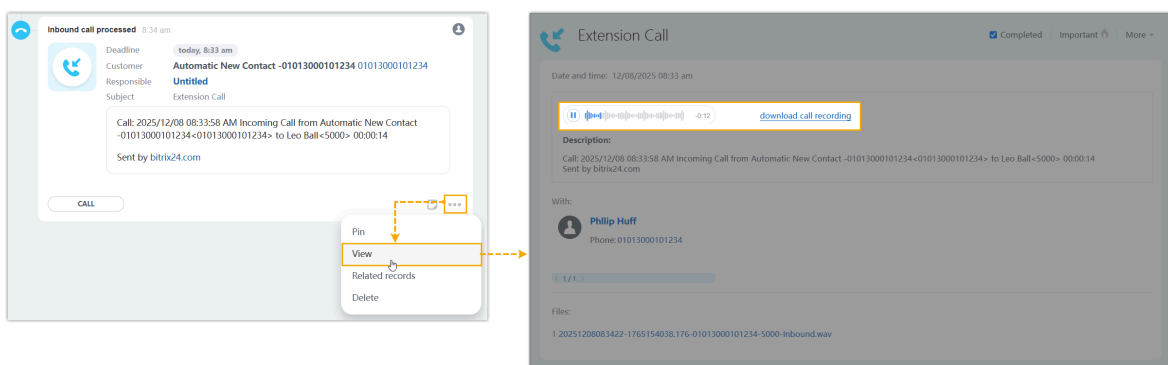 Inbound call processed 8:34 am
Deadline today, 8:33 am
Customer Automatic New Contact -01013000101234 01013000101234
Responsible Untitled
Subject Extension Call
Call: 2025/12/08 08:33:58 AM Incoming Call from Automatic New Contact
-01013000101234<01013000101234> to Leo Ball<5000> 00:00:14
Sent by bitrix24.com
CALL
Pin
View
Related records
Delete
Extension Call
Completed Important More
Date and time: 12/08/2025 08:33 am
-0:12 download call recording
Description:
Call: 2025/12/08 08:33:58 AM Incoming Call from Automatic New Contact -01013000101234<01013000101234> to Leo Ball<5000> 00:00:14
Sent by bitrix24.com
With:
Phllip Huff
Phone: 01013000101234
< 1 / 1 >
Files:
1 20251208083422-1765154038.176-01013000101234-5000-Inbound.wav